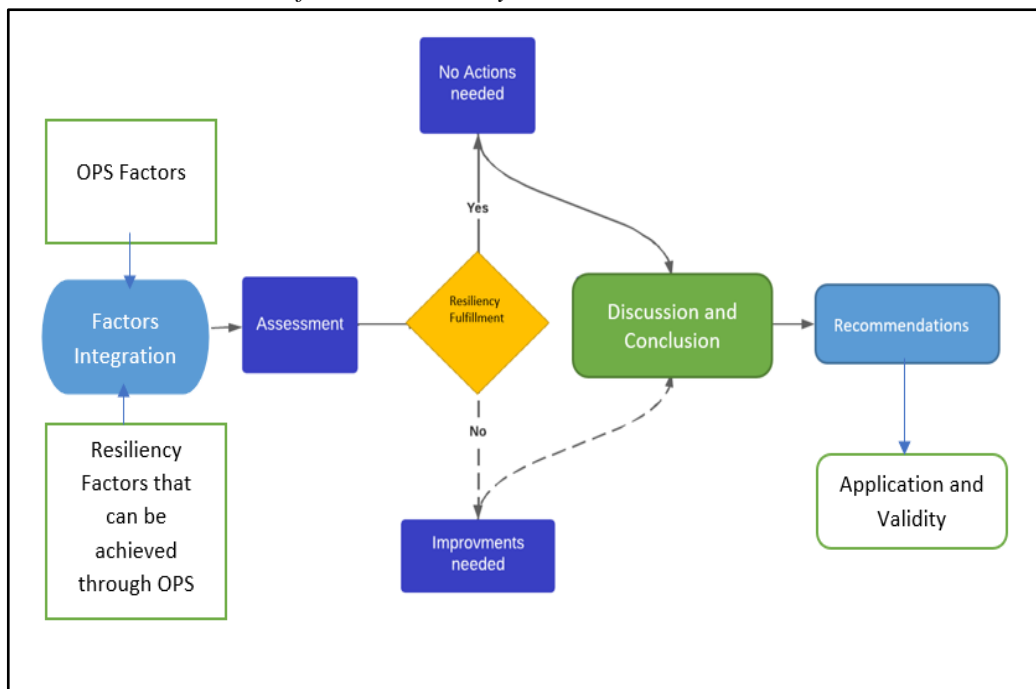 No Actions
needed
OPS Factors
Yes
Factors
Integration
Assessment
Resiliency
Fulfillment
Discussion and
Conclusion
Recommendations
No
Resiliency
Factors that
can be
achieved
through OPS
Improvments
needed
Application and
Validity